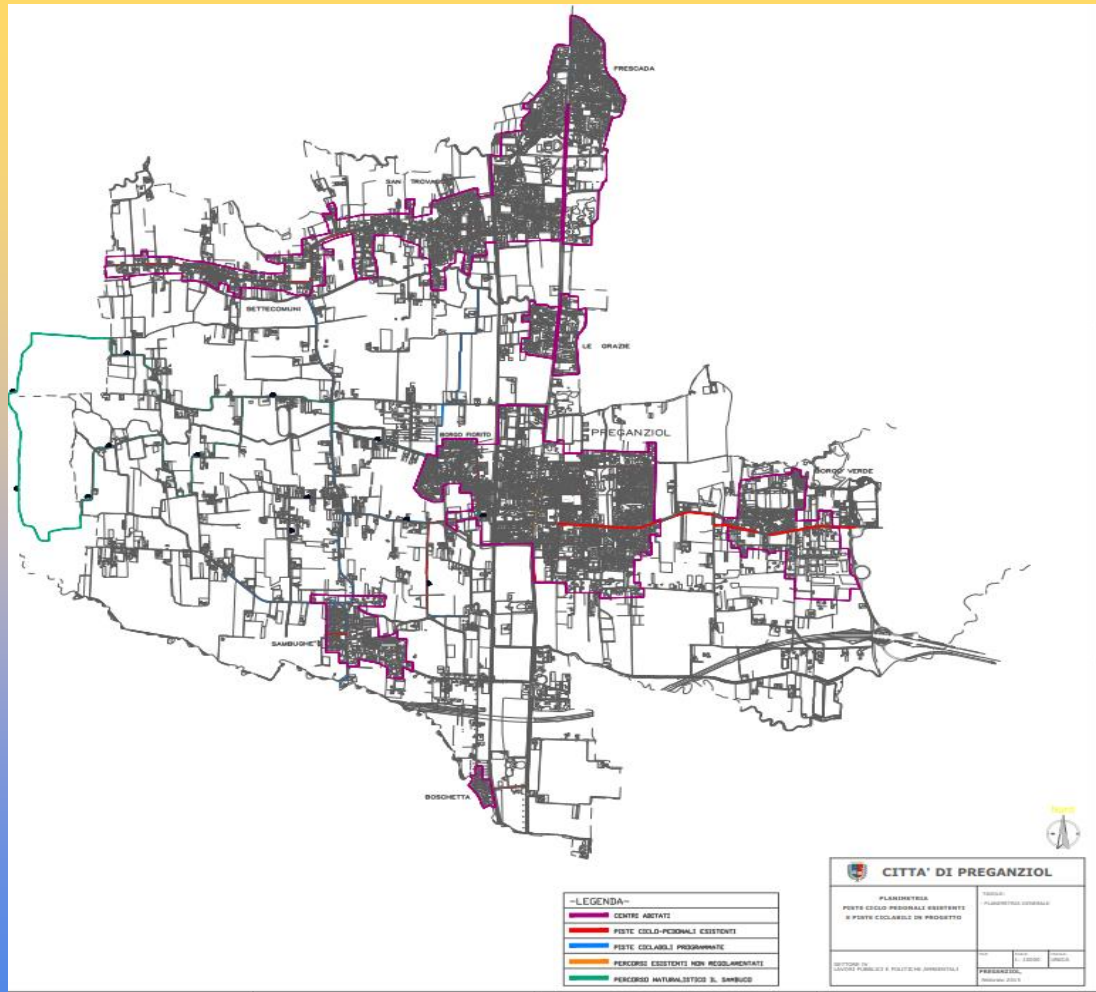 FRESCADA
SAN TROVASO
SETTECOMUNI
LE GRAZIE
BORGO FIORITO
PREGANZIOL
BORGO VERDE
SAMBUGHE'
BOSCHETTA
Nord
-LEGENDA-
CENTRI ABITATI
PISTE CICLO-PEDONALI ESISTENTI
PISTE CICLABILI PROGRAMMATE
PERCORSI ESISTENTI NON REGOLAMENTATI
PERCORSO NATURALISTICO IL SAMBUCO
CITTA' DI PREGANZIOL
PLANIMETRIA
PISTE CICLO PEDONALI ESISTENTI
E PISTE CICLABILI IN PROGETTO
- PLANIMETRIA GENERALE
SETTORE IV
LAVORI PUBBLICI E POLITICHE AMBIENTALI
UNICA
PREGANZIOL,